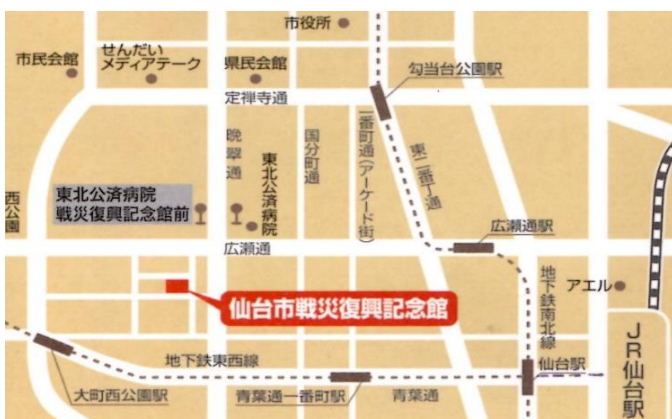 市役所
市民会館
せんだい
メディアテーク
県民会館
勾当台公園駅
定禅寺通
晩翠通
国分町通
一番町通(アーケード街)
東二番丁通
西公園
東北公済病院
戦災復興記念館前
東北公済病院
広瀬通
広瀬通駅
地下鉄南北線
アエル
仙台市戦災復興記念館
JR仙台駅
地下鉄東西線
仙台駅
大町西公園駅
青葉通一番町駅
青葉通